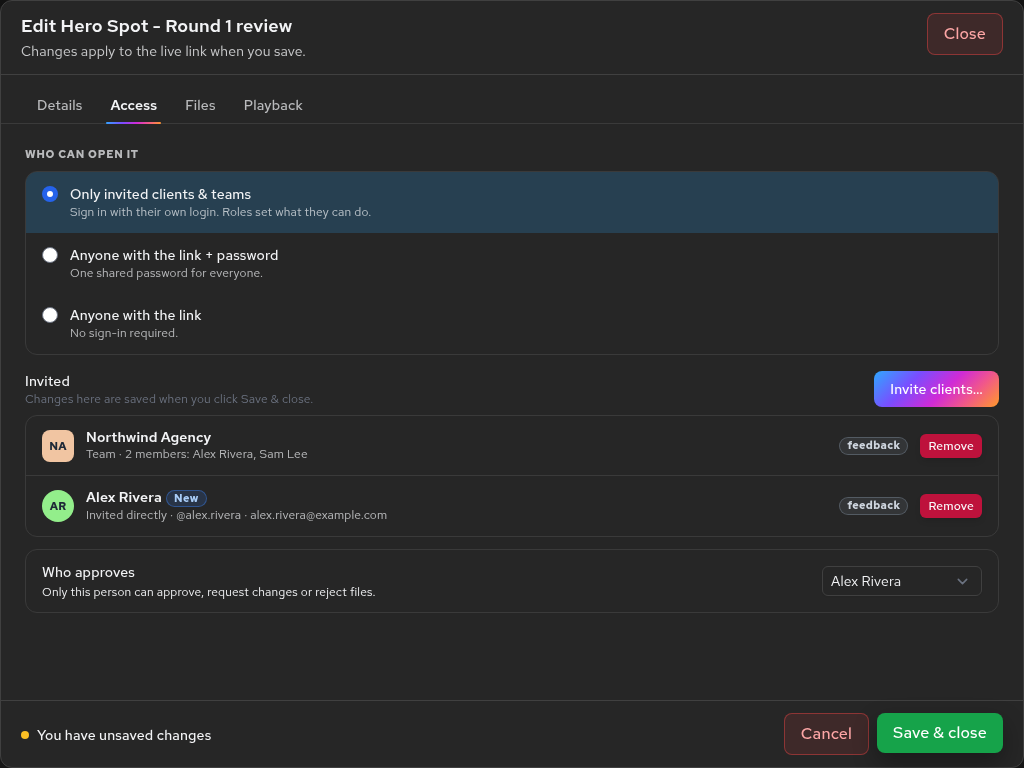 Edit Hero Spot - Round 1 review
Changes apply to the live link when you save.
Close
Details
Access
Files
Playback
WHO CAN OPEN IT
Only invited clients & teams
Sign in with their own login. Roles set what they can do.
Anyone with the link + password
One shared password for everyone.
Anyone with the link
No sign-in required.
Invited
Changes here are saved when you click Save & close.
Invite clients...
NA
Northwind Agency
Team · 2 members: Alex Rivera, Sam Lee
feedback
Remove
AR
Alex Rivera New
Invited directly · @alex.rivera · alex.rivera@example.com
feedback
Remove
Who approves
Only this person can approve, request changes or reject files.
Alex Rivera
You have unsaved changes
Cancel
Save & close